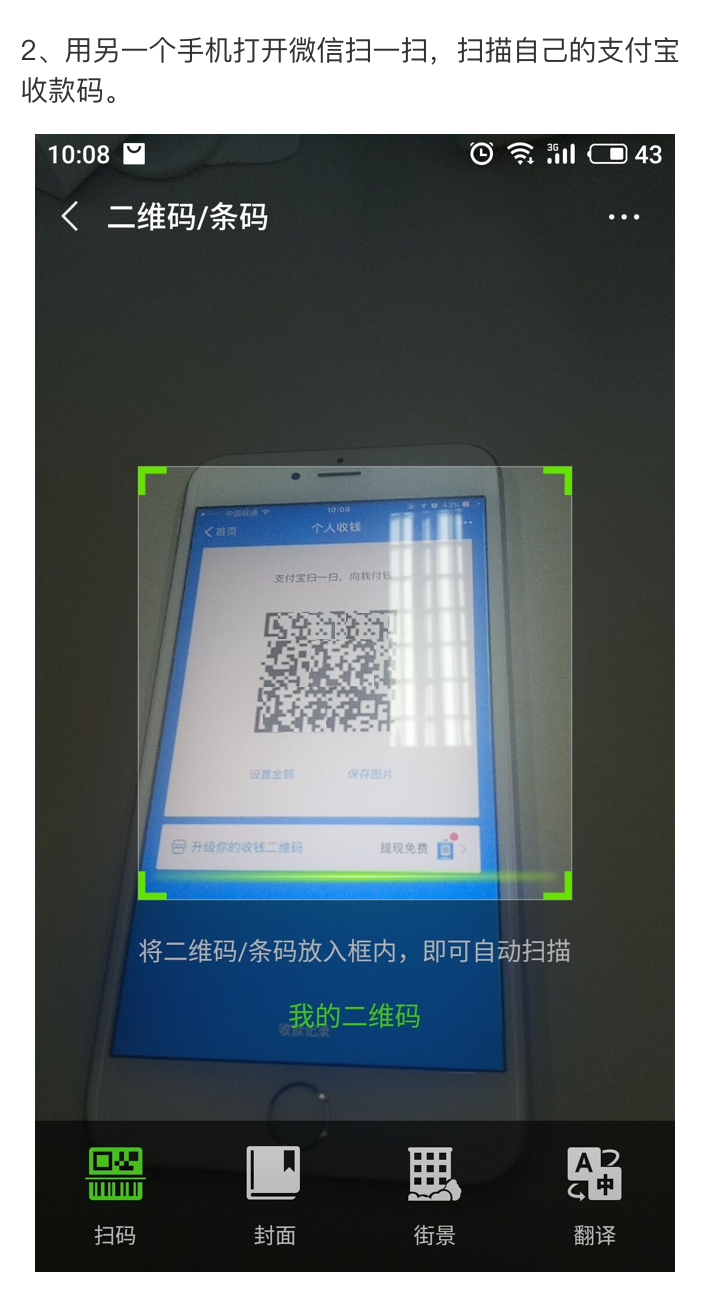 2、用另一个手机打开微信扫一扫，扫描自己的支付宝
收款码。
10:08
3G
43
二维码/条码
中国联通
10:08
43%
首页
个人收钱
支付宝扫一扫，向我付钱
设置金额
保存图片
升级你的收钱二维码
提现免费
将二维码/条码放入框内，即可自动扫描
我的二维码
收款记录
扫码
封面
街景
翻译
A
中